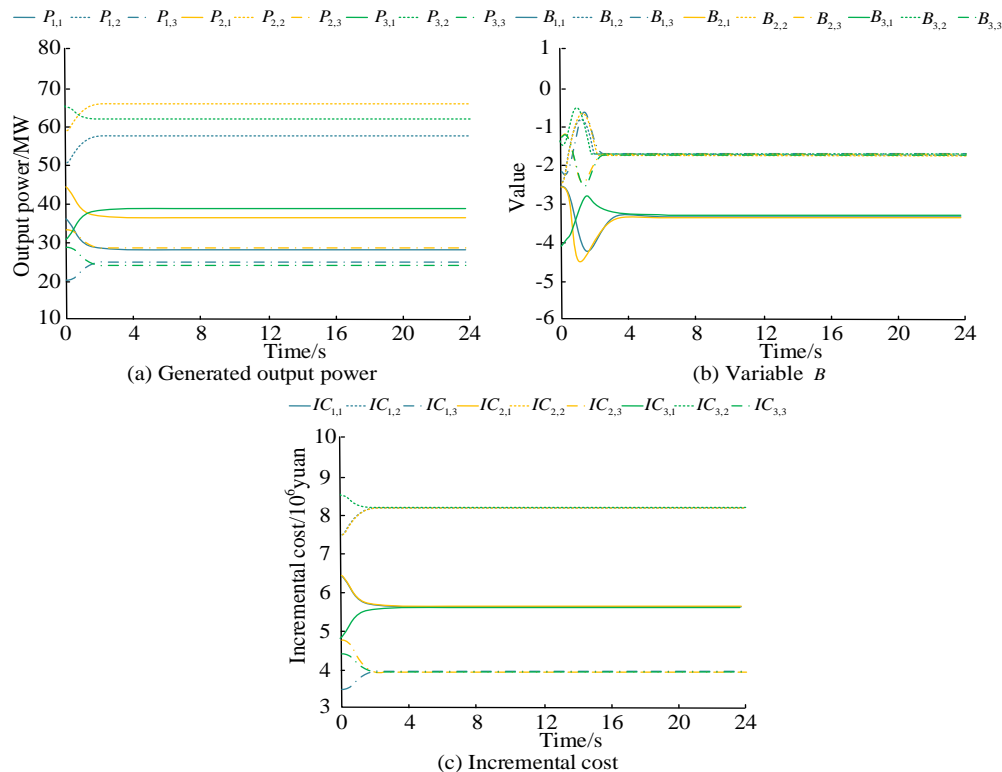 P1,1 P1,2 P1,3 P2,1 P2,2 P2,3 P3,1 P3,2 P3,3 B1,1 B1,2 B1,3 B2,1 B2,2 B2,3 B3,1 B3,2 B3,3
80
70
60
50
40
30
20
10
Output power/MW
0 4 8 12 16 20 24
Time/s
(a) Generated output power
1
0
-1
-2
-3
-4
-5
-6
Value
0 4 8 12 16 20 24
Time/s
(b) Variable B
IC1,1 IC1,2 IC1,3 IC2,1 IC2,2 IC2,3 IC3,1 IC3,2 IC3,3
10
9
8
7
6
5
4
3
Incremental cost/10⁶yuan
0 4 8 12 16 20 24
Time/s
(c) Incremental cost